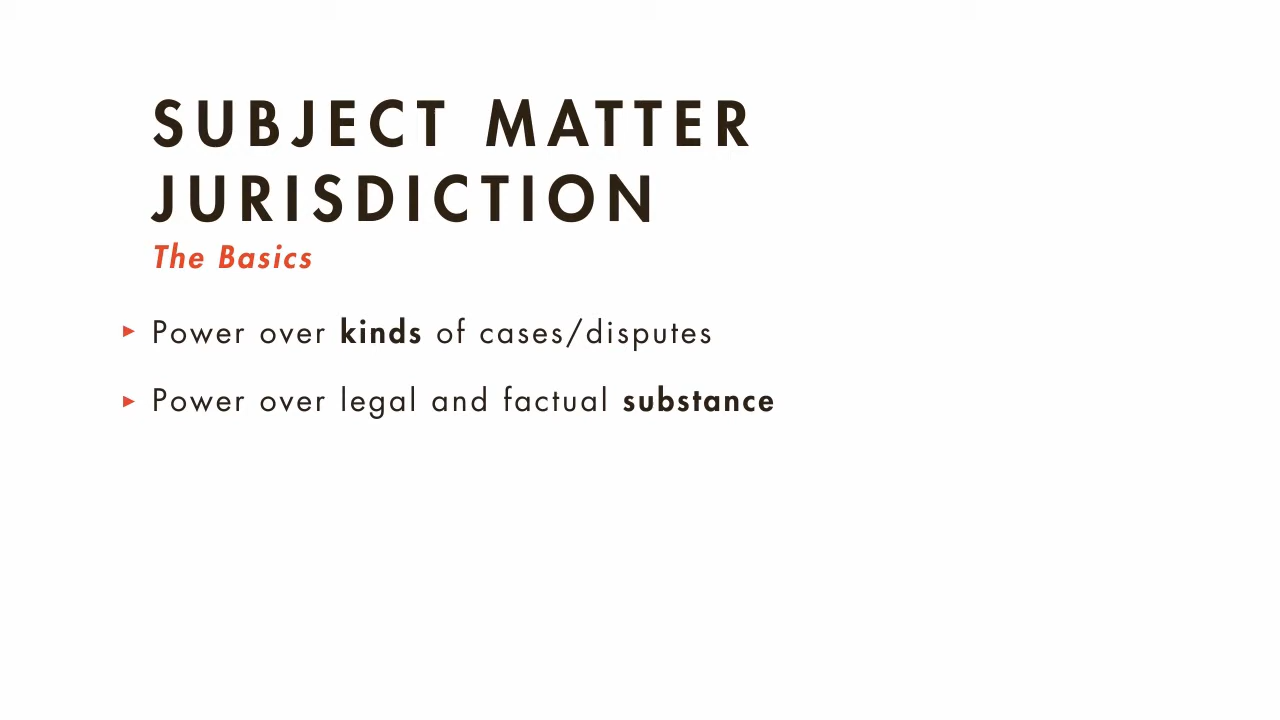 SUBJECT MATTER
JURISDICTION
The Basics
▸ Power over kinds of cases/disputes
▸ Power over legal and factual substance